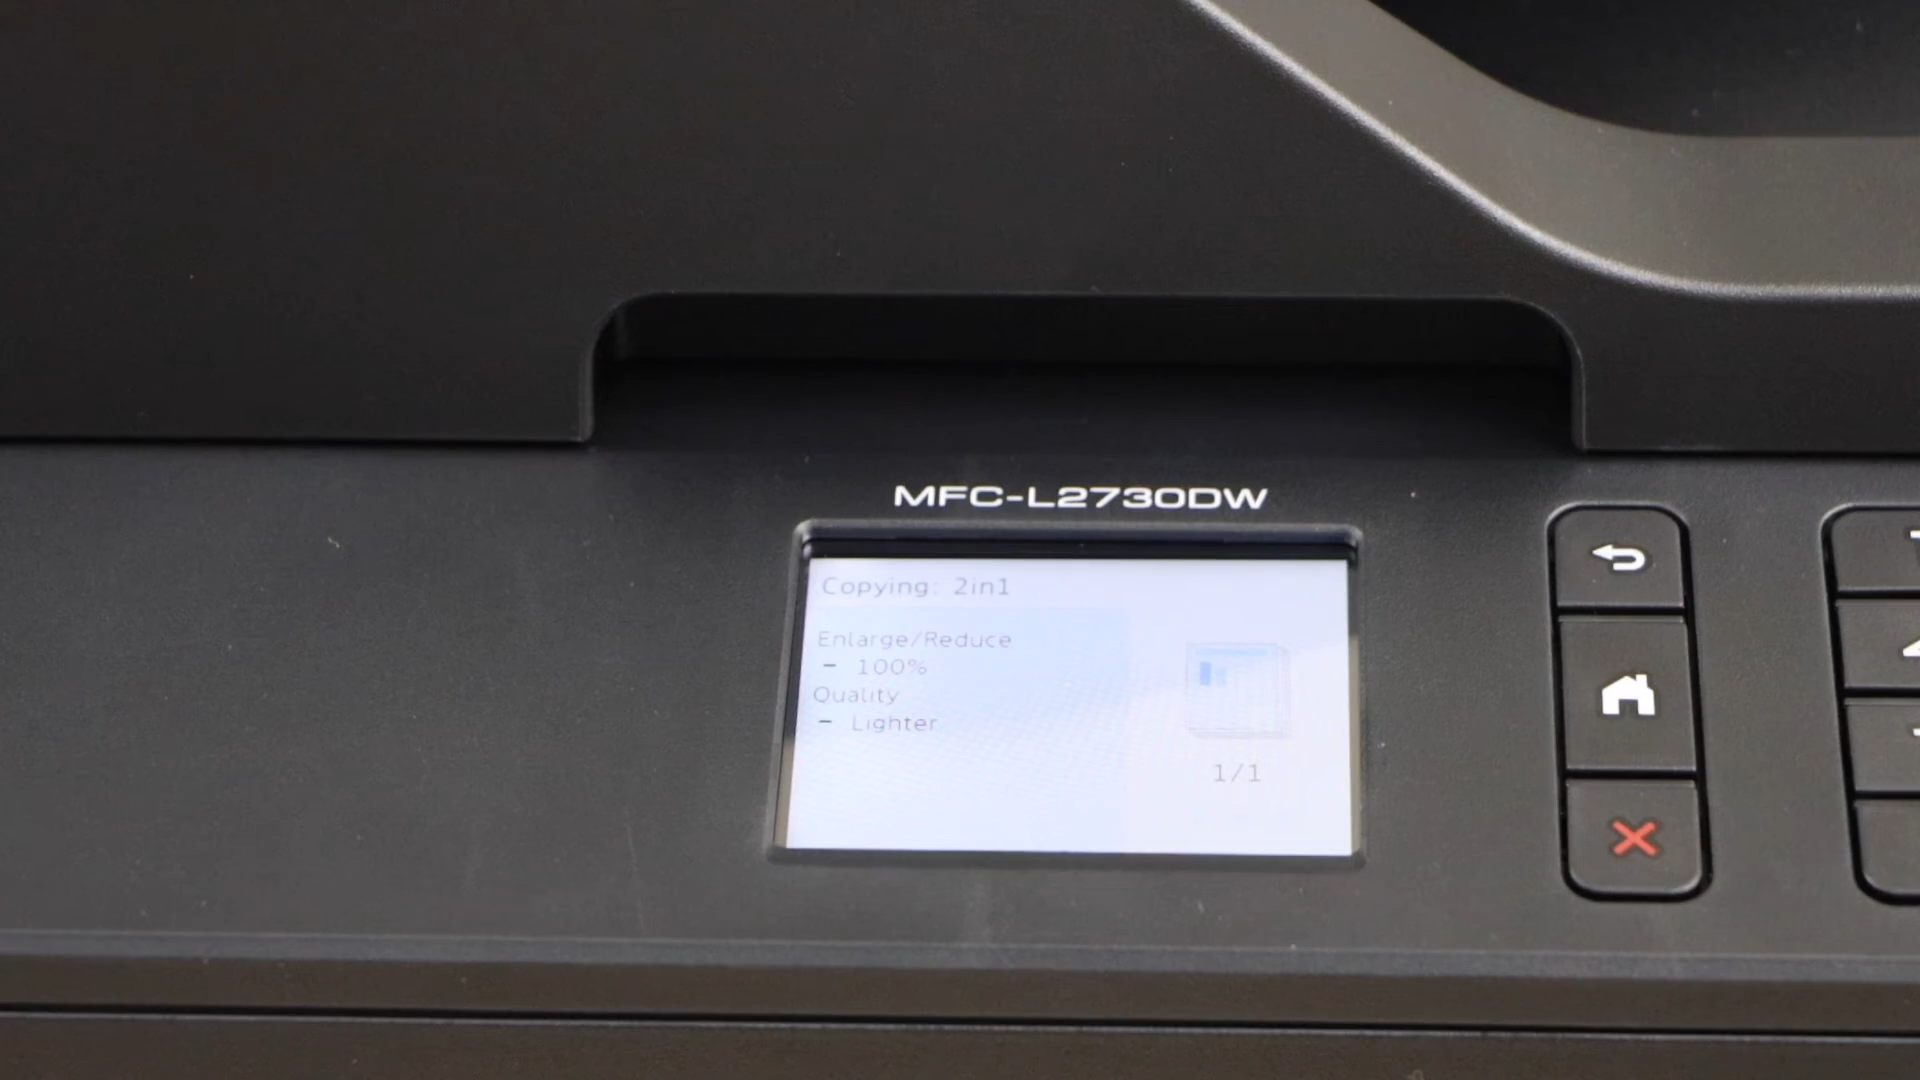 MFC-L2730DW
Copying: 2in1
Enlarge/Reduce
- 100%
Quality
- Lighter
1/1